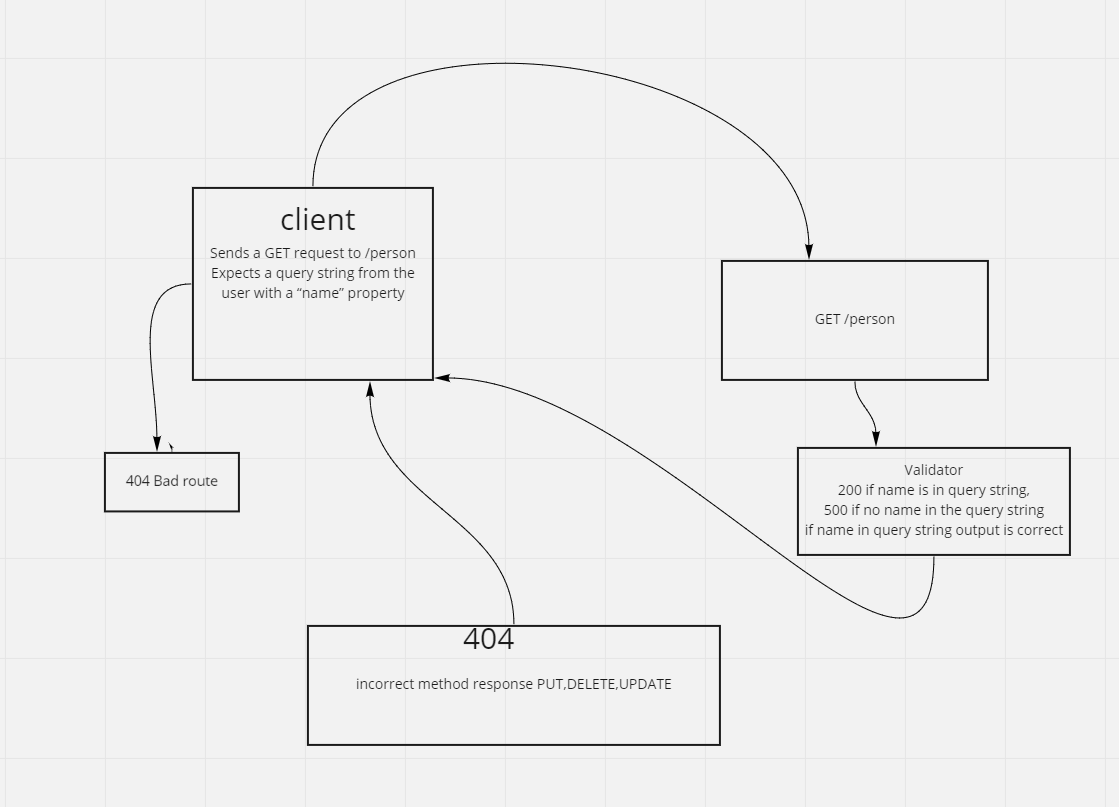 client
Sends a GET request to /person
Expects a query string from the
user with a “name” property
GET /person
404 Bad route
Validator
200 if name is in query string,
500 if no name in the query string
if name in query string output is correct
404
incorrect method response PUT,DELETE,UPDATE